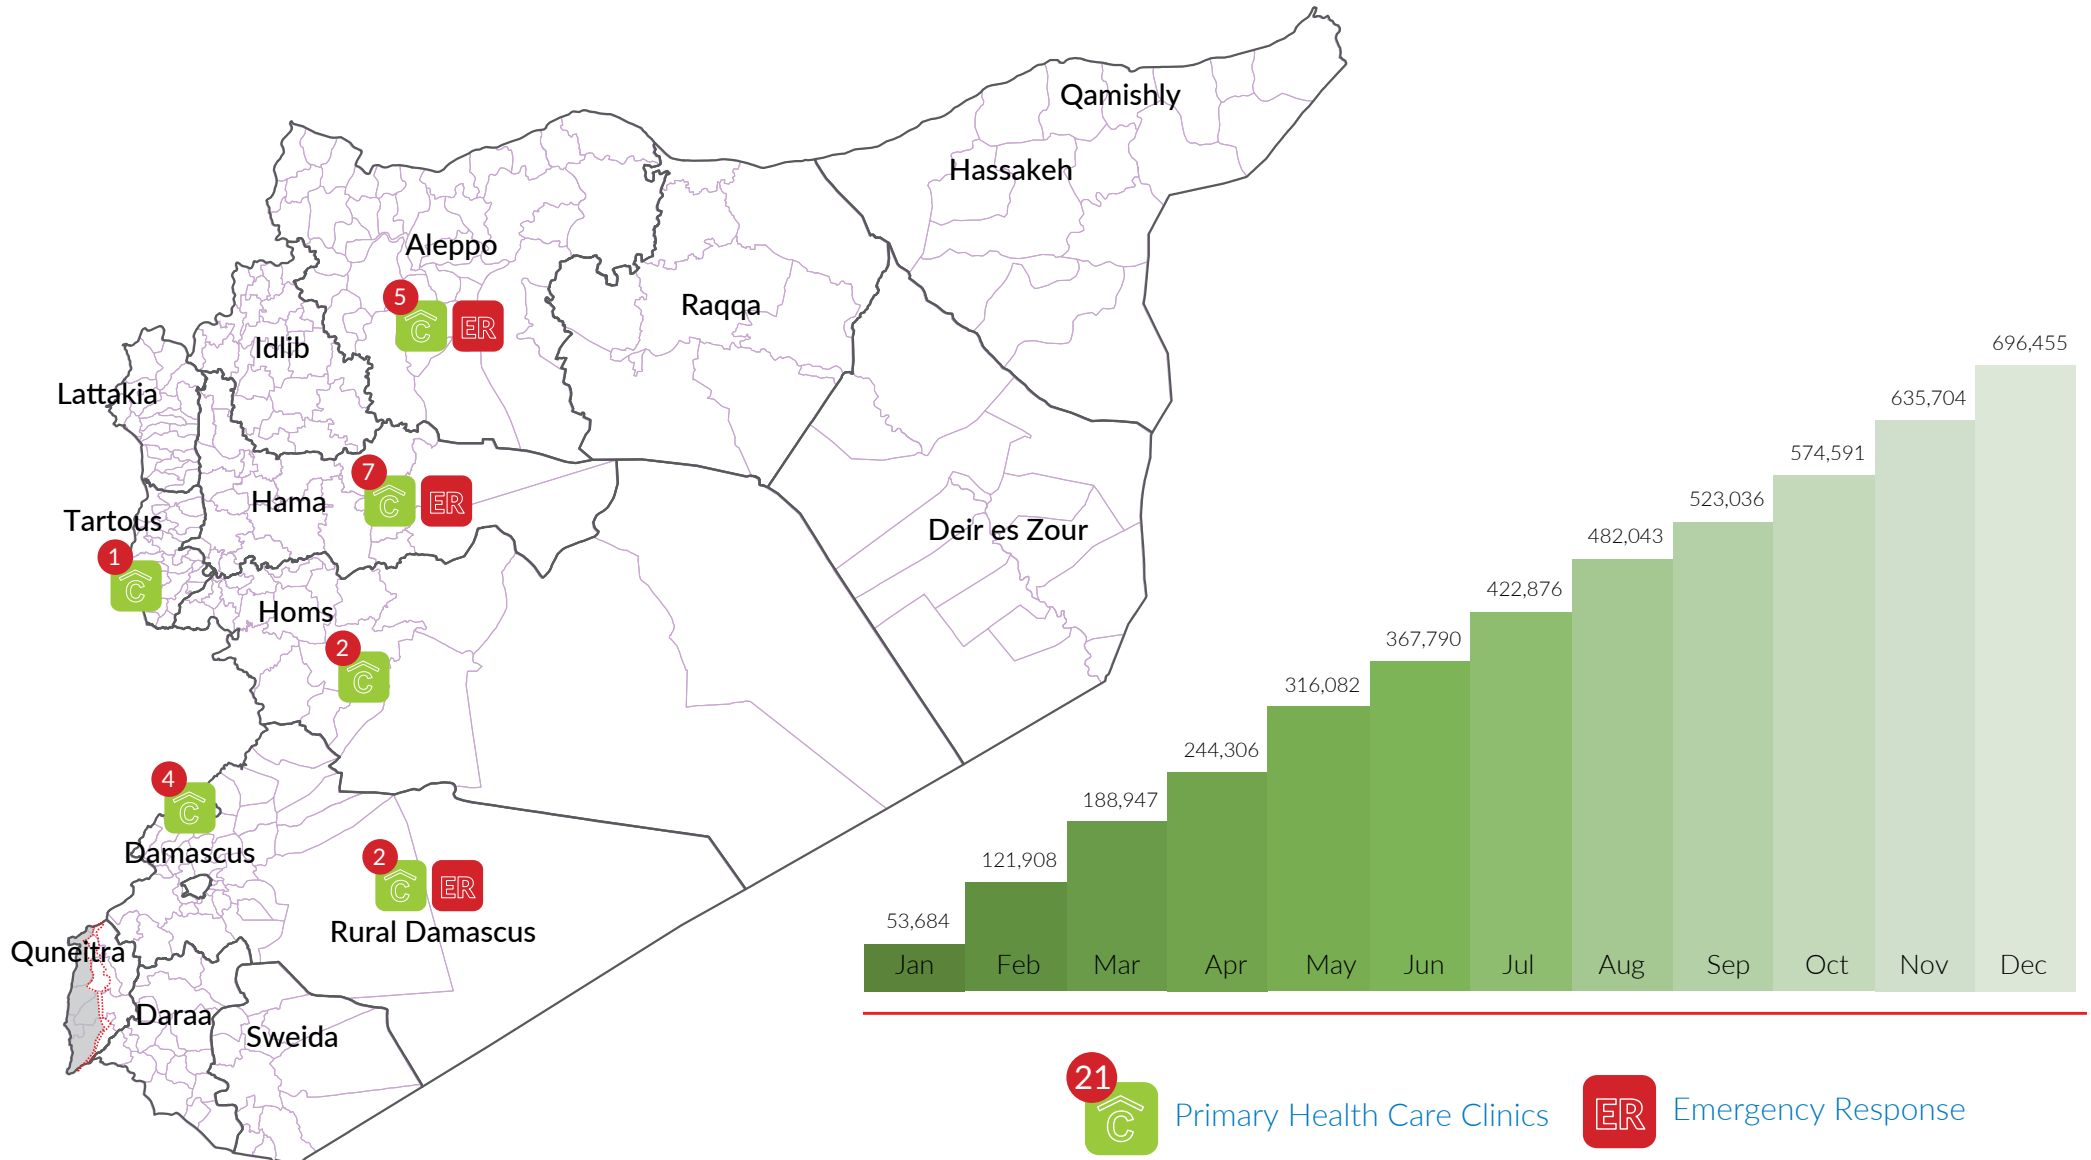 Qamishly
Hassakeh
Aleppo
5
C ER
Raqqa
Idlib
Lattakia
7
C ER
Hama
Tartous
1
C
Deir es Zour
Homs
2
C
4
C
Damascus
2
C ER
Rural Damascus
Quneitra
Daraa
Sweida
53,684
121,908
188,947
244,306
316,082
367,790
422,876
482,043
523,036
574,591
635,704
696,455
Jan Feb Mar Apr May Jun Jul Aug Sep Oct Nov Dec
21
C Primary Health Care Clinics
ER Emergency Response